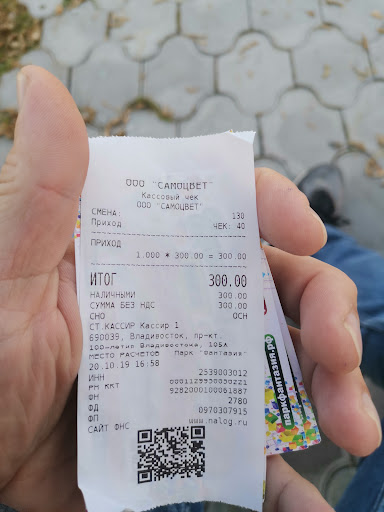 ООО "САМОЦВЕТ"
Кассовый чек
ООО "САМОЦВЕТ"
СМЕНА: 130
Приход ЧЕК: 40
ПРИХОД
1.000 * 300.00 = 300.00
ИТОГ 300.00
НАЛИЧНЫМИ 300.00
СУММА БЕЗ НДС 300.00
СНО ОСН
СТ.КАССИР Кассир 1
690039, Владивосток, пр-кт.
100-летия Владивостока, 105А
МЕСТО РАСЧЕТОВ Парк "Фантазия"
20.10.19 16:58
ИНН 2539003012
РН ККТ
ФН 9282000100061887
ФД 2780
ФП 0970307915
САЙТ ФНС www.nalog.ru
паркфантазия.рф